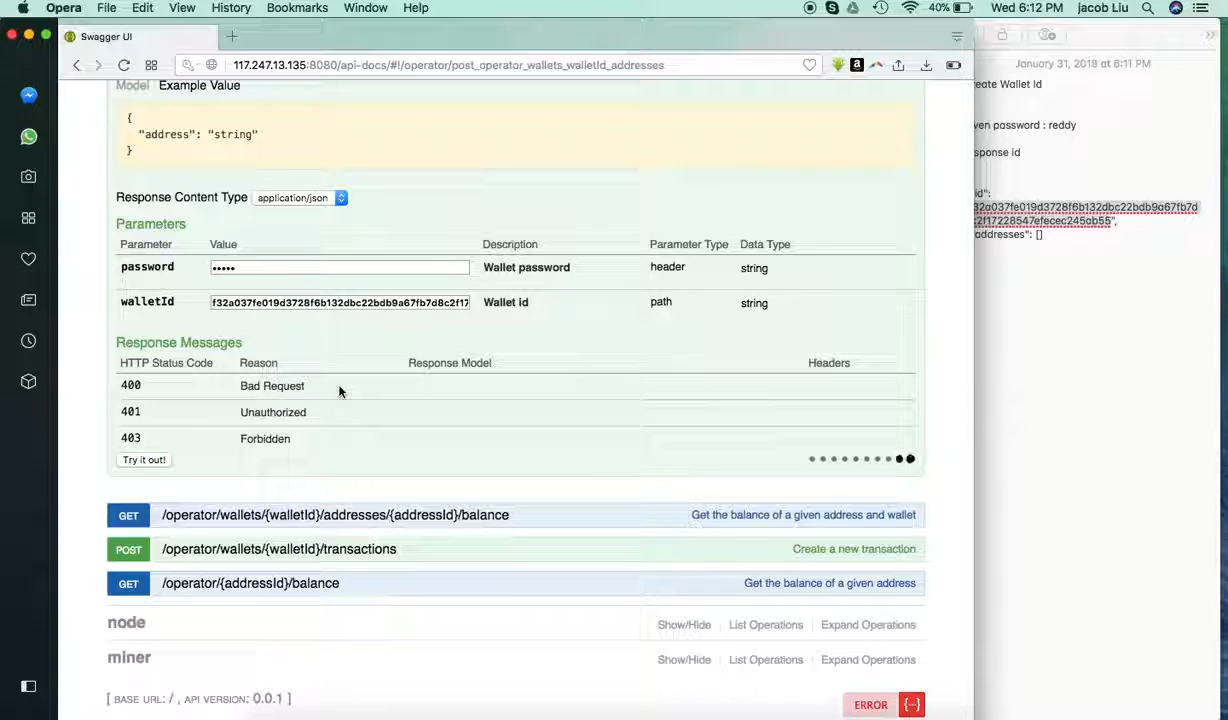 Opera File Edit View History Bookmarks Window Help 40% Wed 6:12 PM jacob Liu
Swagger UI
117.247.13.135:8080/api-docs/#!/operator/post_operator_wallets_walletId_addresses
January 31, 2018 at 6:11 PM
Model Example Value
eate Wallet Id
{
"address": "string"
}
ven password : reddy
sponse id
Response Content Type application/json
id":
32a037fe019d3728f6b132dbc22bdb9a67fb7d
2f17228547efecec245ab55",
addresses": []
Parameters
Parameter Value Description Parameter Type Data Type
password ••••• Wallet password header string
walletId f32a037fe019d3728f6b132dbc22bdb9a67fb7d8c2f17 Wallet id path string
Response Messages
HTTP Status Code Reason Response Model Headers
400 Bad Request
401 Unauthorized
403 Forbidden
Try it out!
GET /operator/wallets/{walletId}/addresses/{addressId}/balance Get the balance of a given address and wallet
POST /operator/wallets/{walletId}/transactions Create a new transaction
GET /operator/{addressId}/balance Get the balance of a given address
node Show/Hide List Operations Expand Operations
miner Show/Hide List Operations Expand Operations
[ BASE URL: / , API VERSION: 0.0.1 ]
ERROR {···}